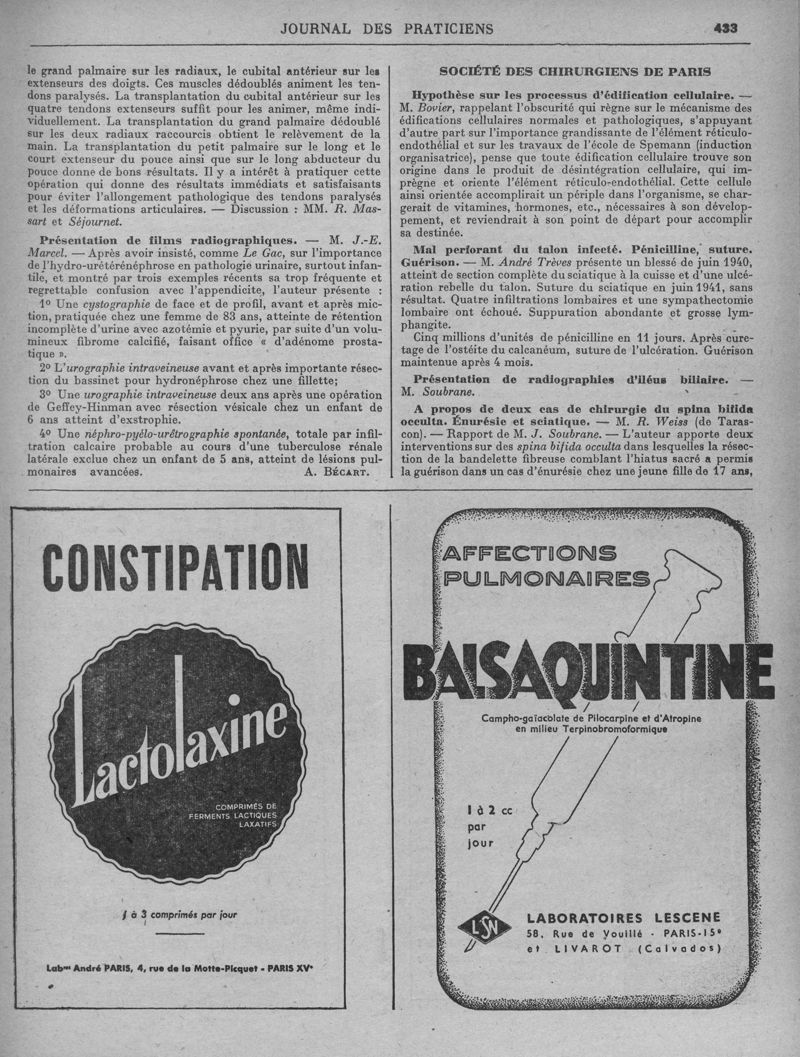 JOURNAL DES PRATICIENS
433
le grand palmaire sur les radiaux, le cubital antérieur sur les
extenseurs des doigts. Ces muscles dédoublés animent les ten-
dons paralysés. La transplantation du cubital antérieur sur les
quatre tendons extenseurs suffit pour les animer, même indi-
viduellement. La transplantation du grand palmaire dédoublé
sur les deux radiaux raccourcis obtient le relèvement de la
main. La transplantation du petit palmaire sur le long et le
court extenseur du pouce ainsi que sur le long abducteur du
pouce donne de bons résultats. Il y a intérêt à pratiquer cette
opération qui donne des résultats immédiats et satisfaisants
pour éviter l'allongement pathologique des tendons paralysés
et les déformations articulaires. — Discussion : MM. R. Mas-
sart et Séjournet.
Présentation de films radiographiques. — M. J.-E.
Marcel. — Après avoir insisté, comme Le Gac, sur l'importance
de l'hydro-urétérénéphrose en pathologie urinaire, surtout infan-
tile, et montré par trois exemples récents sa trop fréquente et
regrettable confusion avec l'appendicite, l'auteur présente :
1º Une cystographie de face et de profil, avant et après mic-
tion, pratiquée chez une femme de 83 ans, atteinte de rétention
incomplète d'urine avec azotémie et pyurie, par suite d'un volu-
mineux fibrome calcifié, faisant office « d'adénome prosta-
tique ».
2º L'urographie intraveineuse avant et après importante résec-
tion du bassinet pour hydronéphrose chez une fillette;
3º Une urographie intraveineuse deux ans après une opération
de Geffey-Hinman avec résection vésicale chez un enfant de
6 ans atteint d'exstrophie.
4º Une néphro-pyélo-urêtrographie spontanée, totale par infil-
tration calcaire probable au cours d'une tuberculose rénale
latérale exclue chez un enfant de 5 ans, atteint de lésions pul-
monaires avancées. A. BÉCART.
SOCIÉTÉ DES CHIRURGIENS DE PARIS
Hypothèse sur les processus d'édification cellulaire. —
M. Bovier, rappelant l'obscurité qui règne sur le mécanisme des
édifications cellulaires normales et pathologiques, s'appuyant
d'autre part sur l'importance grandissante de l'élément réticulo-
endothélial et sur les travaux de l'école de Spemann (induction
organisatrice), pense que toute édification cellulaire trouve son
origine dans le produit de désintégration cellulaire, qui im-
prègne et oriente l'élément réticulo-endothélial. Cette cellule
ainsi orientée accomplirait un périple dans l'organisme, se char-
gerait de vitamines, hormones, etc., nécessaires à son dévelop-
pement, et reviendrait à son point de départ pour accomplir
sa destinée.
Mal perforant du talon infecté. Pénicilline, suture.
Guérison. — M. André Trèves présente un blessé de juin 1940,
atteint de section complète du sciatique à la cuisse et d'une ulcé-
ration rebelle du talon. Suture du sciatique en juin 1941, sans
résultat. Quatre infiltrations lombaires et une sympathectomie
lombaire ont échoué. Suppuration abondante et grosse lym-
phangite.
Cinq millions d'unités de pénicilline en 11 jours. Après cure-
tage de l'ostéite du calcanéum, suture de l'ulcération. Guérison
maintenue après 4 mois.
Présentation de radiographies d'iléus biliaire. —
M. Soubrane.
A propos de deux cas de chirurgie du spina bifida
occulta. Énurésie et sciatique. — M. R. Weiss (de Taras-
con). — Rapport de M. J. Soubrane. — L'auteur apporte deux
interventions sur des spina bifida occulta dans lesquelles la résec-
tion de la bandelette fibreuse comblant l'hiatus sacré a permis
la guérison dans un cas d'énurésie chez une jeune fille de 17 ans,
CONSTIPATION
Lactolaxine
COMPRIMÉS DE
FERMENTS LACTIQUES
LAXATIFS
1 à 3 comprimés par jour
Labres André PARIS, 4, rue de la Motte-Picquet - PARIS XVe
AFFECTIONS
PULMONAIRES
BALSAQUINTINE
Campho-gaïacolate de Pilocarpine et d'Atropine
en milieu Terpinobromoformique
1 à 2 cc
par
jour
LSN
LABORATOIRES LESCENE
58, Rue de Vouillé - PARIS-15e
et LIVAROT (Calvados)